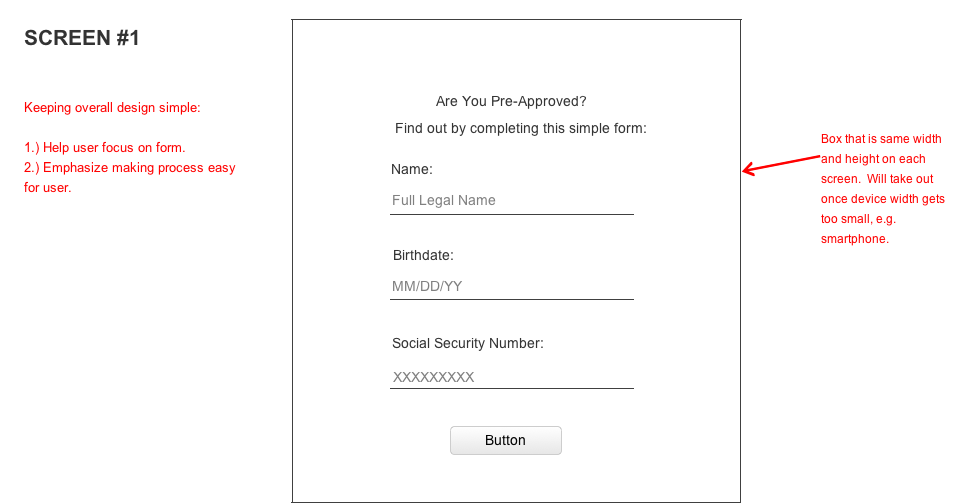 SCREEN #1
Keeping overall design simple:
1.) Help user focus on form.
2.) Emphasize making process easy
for user.
Are You Pre-Approved?
Find out by completing this simple form:
Name:
Full Legal Name
Birthdate:
MM/DD/YY
Social Security Number:
XXXXXXXXX
Button
Box that is same width
and height on each
screen. Will take out
once device width gets
too small, e.g.
smartphone.